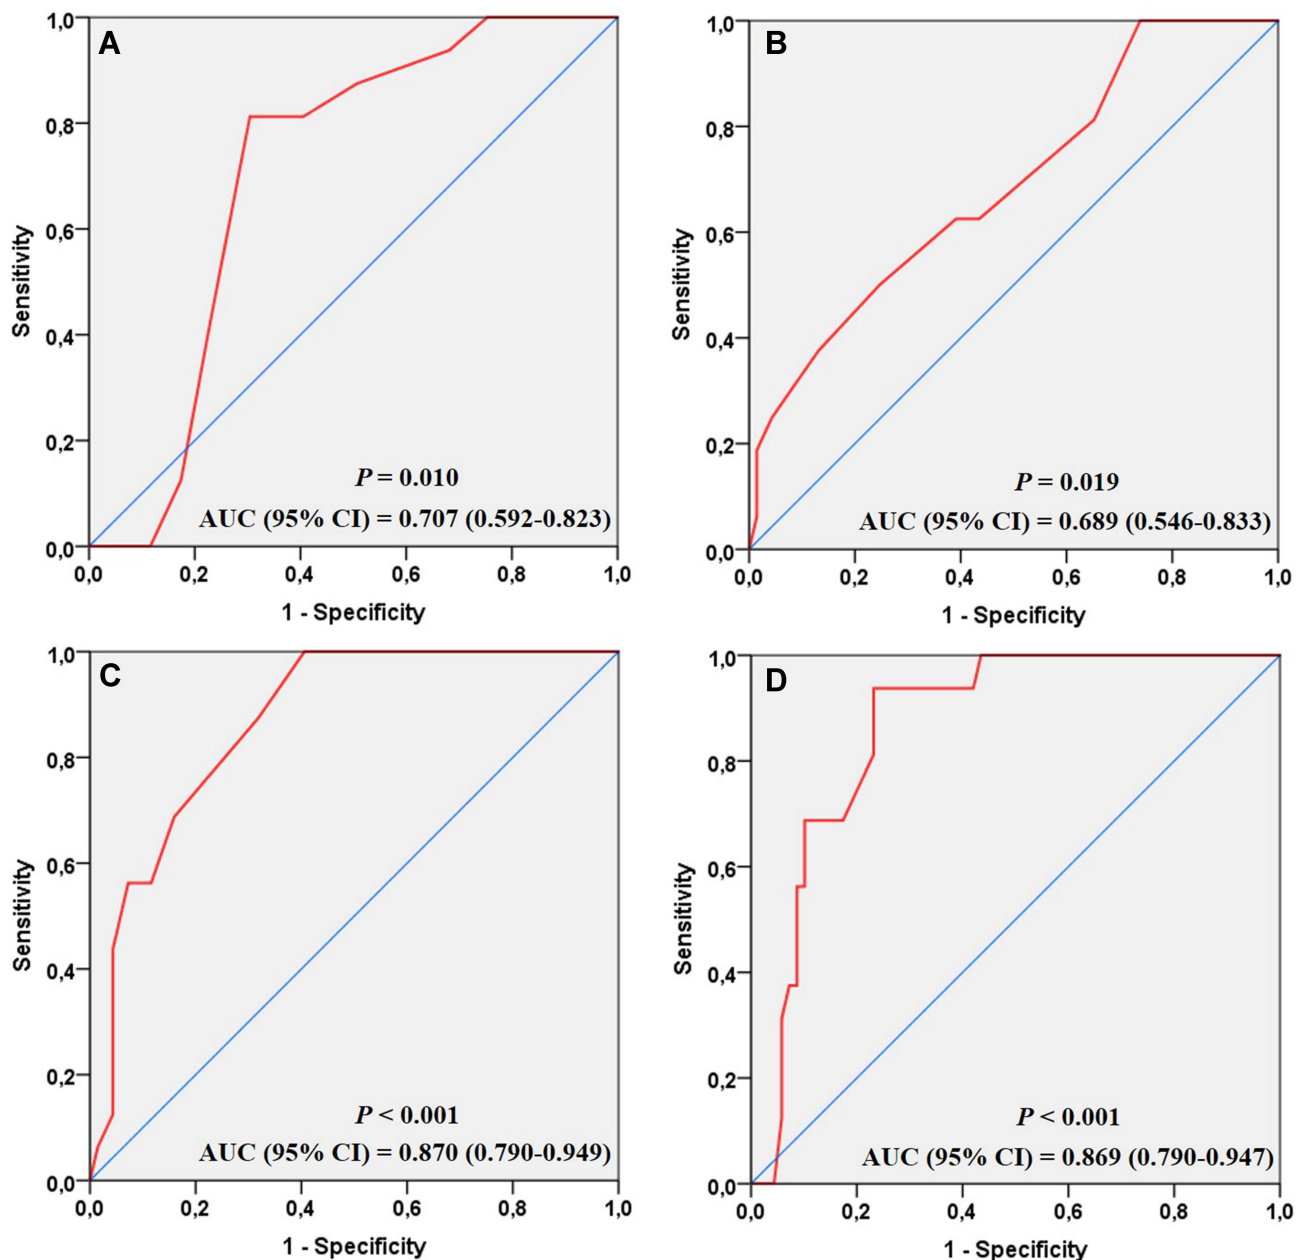 A
1,0
0,8
0,6
0,4
0,2
0,0
Sensitivity
P = 0.010
AUC (95% CI) = 0.707 (0.592-0.823)
0,0 0,2 0,4 0,6 0,8 1,0
1 - Specificity
B
1,0
0,8
0,6
0,4
0,2
0,0
Sensitivity
P = 0.019
AUC (95% CI) = 0.689 (0.546-0.833)
0,0 0,2 0,4 0,6 0,8 1,0
1 - Specificity
C
1,0
0,8
0,6
0,4
0,2
0,0
Sensitivity
P < 0.001
AUC (95% CI) = 0.870 (0.790-0.949)
0,0 0,2 0,4 0,6 0,8 1,0
1 - Specificity
D
1,0
0,8
0,6
0,4
0,2
0,0
Sensitivity
P < 0.001
AUC (95% CI) = 0.869 (0.790-0.947)
0,0 0,2 0,4 0,6 0,8 1,0
1 - Specificity